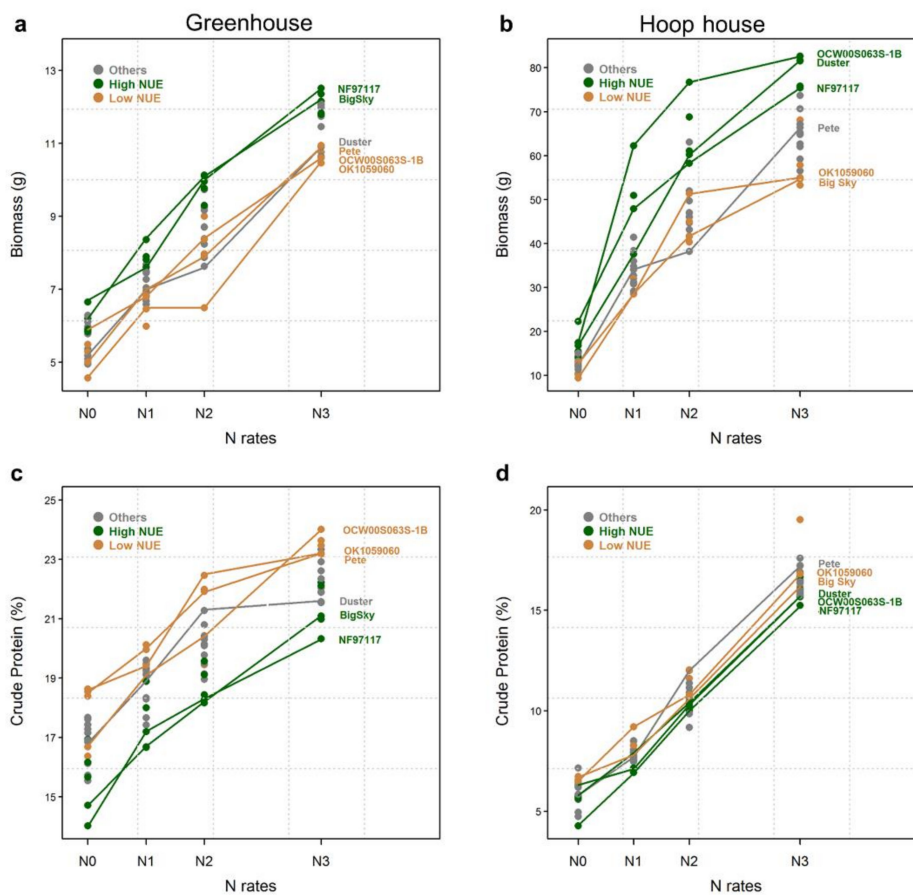 a
Greenhouse
13
11
9
7
5
Biomass (g)
Others
High NUE
Low NUE
NF97117
BigSky
Duster
Pete
OCW00S063S-1B
OK1059060
N0
N1
N2
N3
N rates
b
Hoop house
80
70
60
50
40
30
20
10
Biomass (g)
Others
High NUE
Low NUE
OCW00S063S-1B
Duster
NF97117
Pete
OK1059060
Big Sky
N0
N1
N2
N3
N rates
c
25
23
21
19
17
15
Crude Protein (%)
Others
High NUE
Low NUE
OCW00S063S-1B
OK1059060
Pete
Duster
BigSky
NF97117
N0
N1
N2
N3
N rates
d
20
15
10
5
Crude Protein (%)
Others
High NUE
Low NUE
Pete
OK1059060
Big Sky
Duster
OCW00S063S-1B
NF97117
N0
N1
N2
N3
N rates